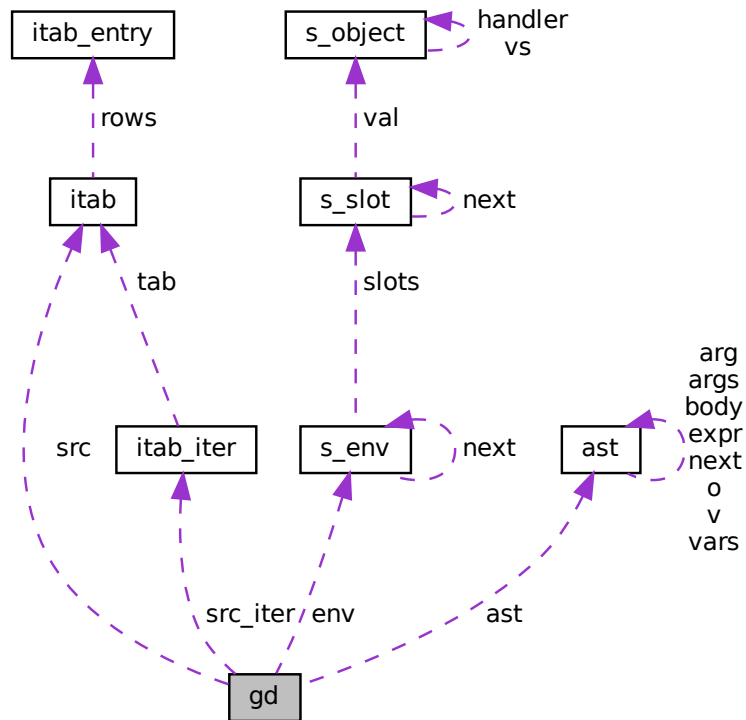 itab_entry
s_object
handler
vs
rows
val
itab
s_slot
next
tab
slots
arg
args
body
expr
next
o
v
vars
src
itab_iter
s_env
next
ast
src_iter
env
ast
gd